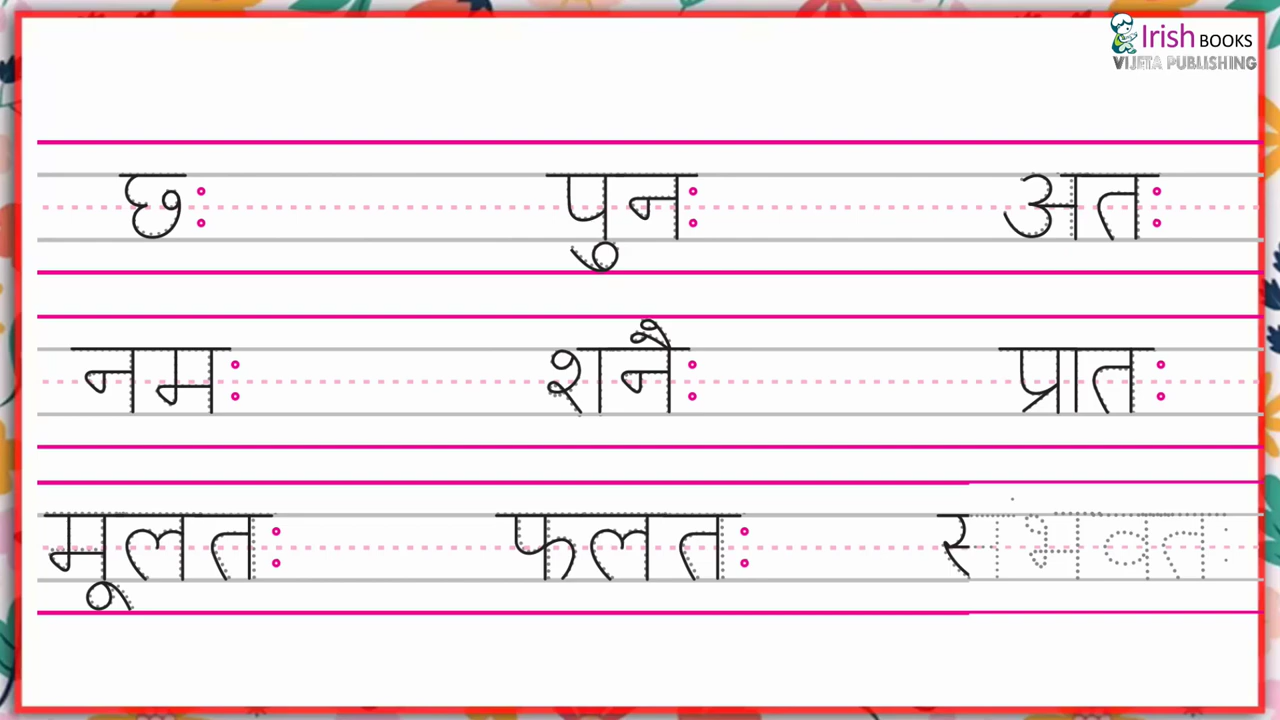 Irish BOOKS
VIJETA PUBLISHING
छः पुनः अतः
नमः शनैः प्रातः
मूलतः फलतः संभवतः